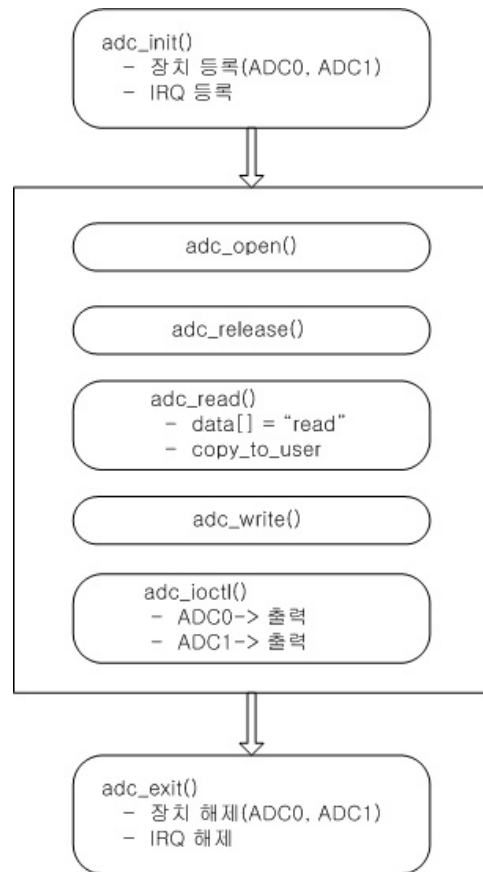 adc_init()
- 장치 등록(ADC0, ADC1)
- IRQ 등록
adc_open()
adc_release()
adc_read()
- data[] = “read”
- copy_to_user
adc_write()
adc_ioctl()
- ADC0-> 출력
- ADC1-> 출력
adc_exit()
- 장치 해제(ADC0, ADC1)
- IRQ 해제